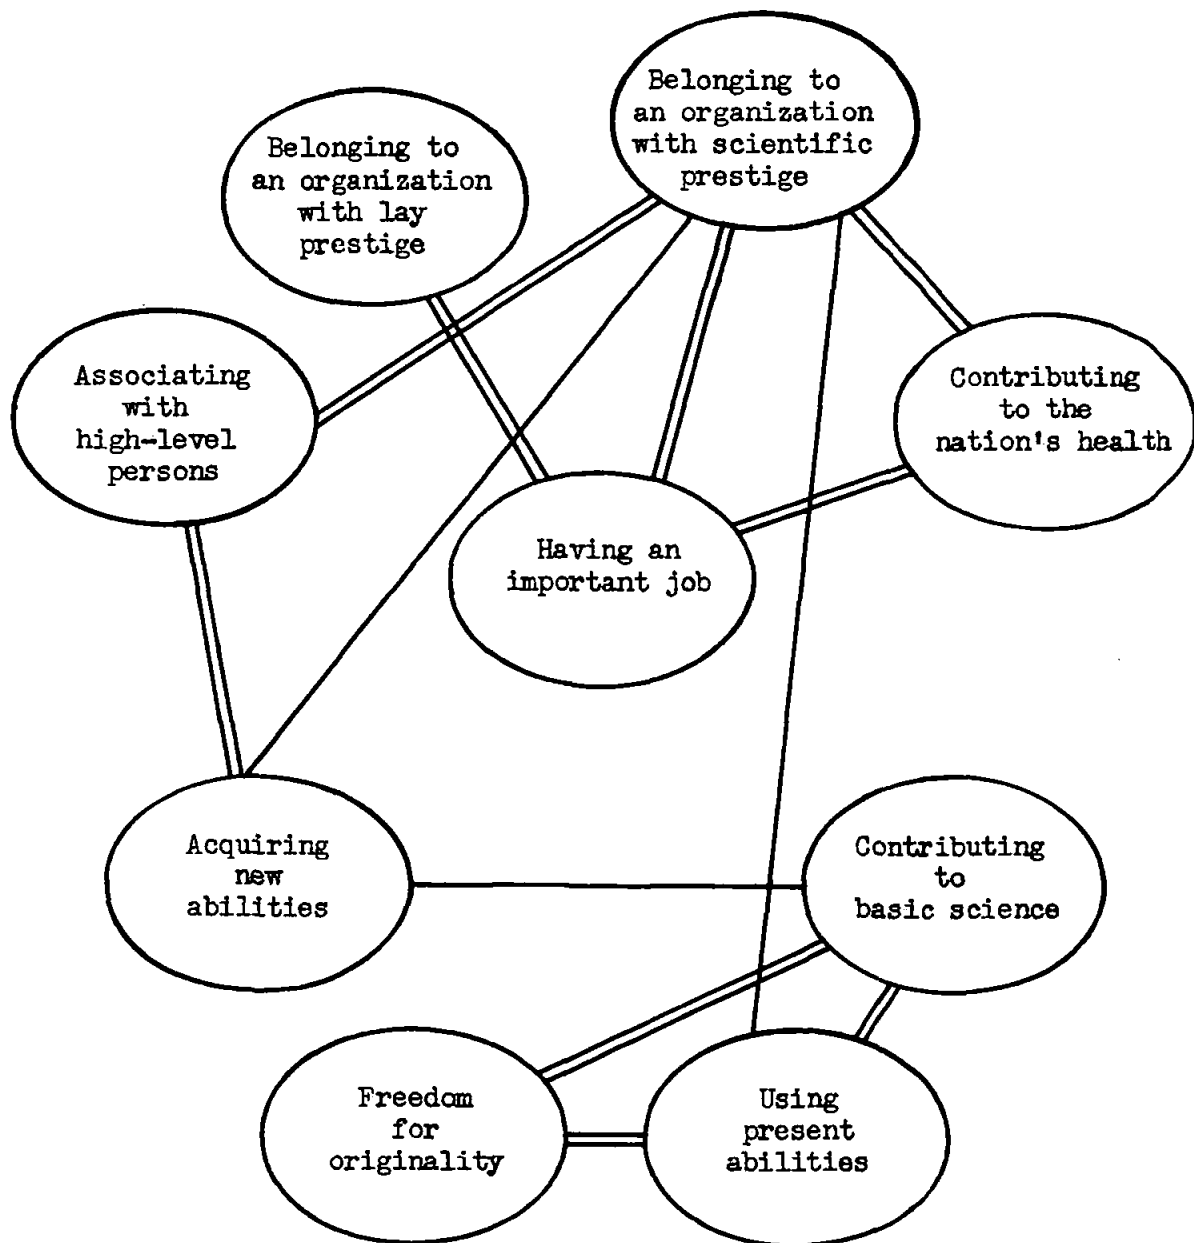 Belonging to
an organization
with scientific
prestige
Belonging to
an organization
with lay
prestige
Associating
with
high-level
persons
Contributing
to the
nation's health
Having an
important job
Acquiring
new
abilities
Contributing
to
basic science
Freedom
for
originality
Using
present
abilities